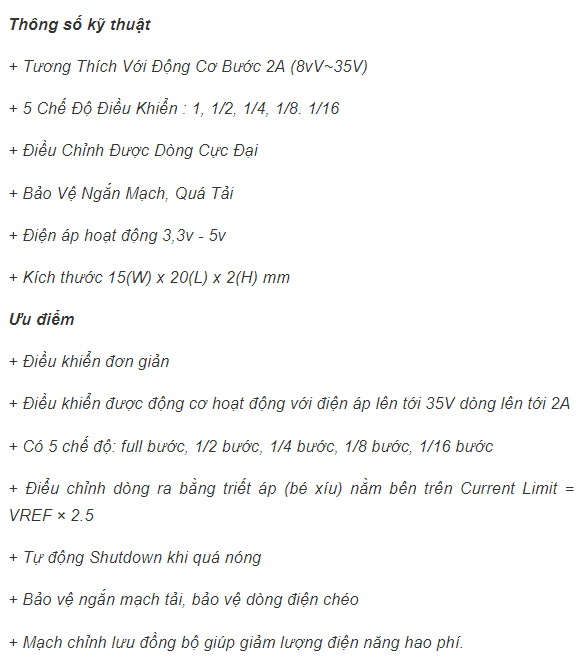 Thông số kỹ thuật
+ Tương Thích Với Động Cơ Bước 2A (8vV~35V)
+ 5 Chế Độ Điều Khiển : 1, 1/2, 1/4, 1/8. 1/16
+ Điều Chỉnh Được Dòng Cực Đại
+ Bảo Vệ Ngắn Mạch, Quá Tải
+ Điện áp hoạt động 3,3v - 5v
+ Kích thước 15(W) x 20(L) x 2(H) mm
Ưu điểm
+ Điều khiển đơn giản
+ Điều khiển được động cơ hoạt động với điện áp lên tới 35V dòng lên tới 2A
+ Có 5 chế độ: full bước, 1/2 bước, 1/4 bước, 1/8 bước, 1/16 bước
+ Điểu chỉnh dòng ra bằng triết áp (bé xíu) nằm bên trên Current Limit =
VREF × 2.5
+ Tự động Shutdown khi quá nóng
+ Bảo vệ ngắn mạch tải, bảo vệ dòng điện chéo
+ Mạch chỉnh lưu đồng bộ giúp giảm lượng điện năng hao phí.